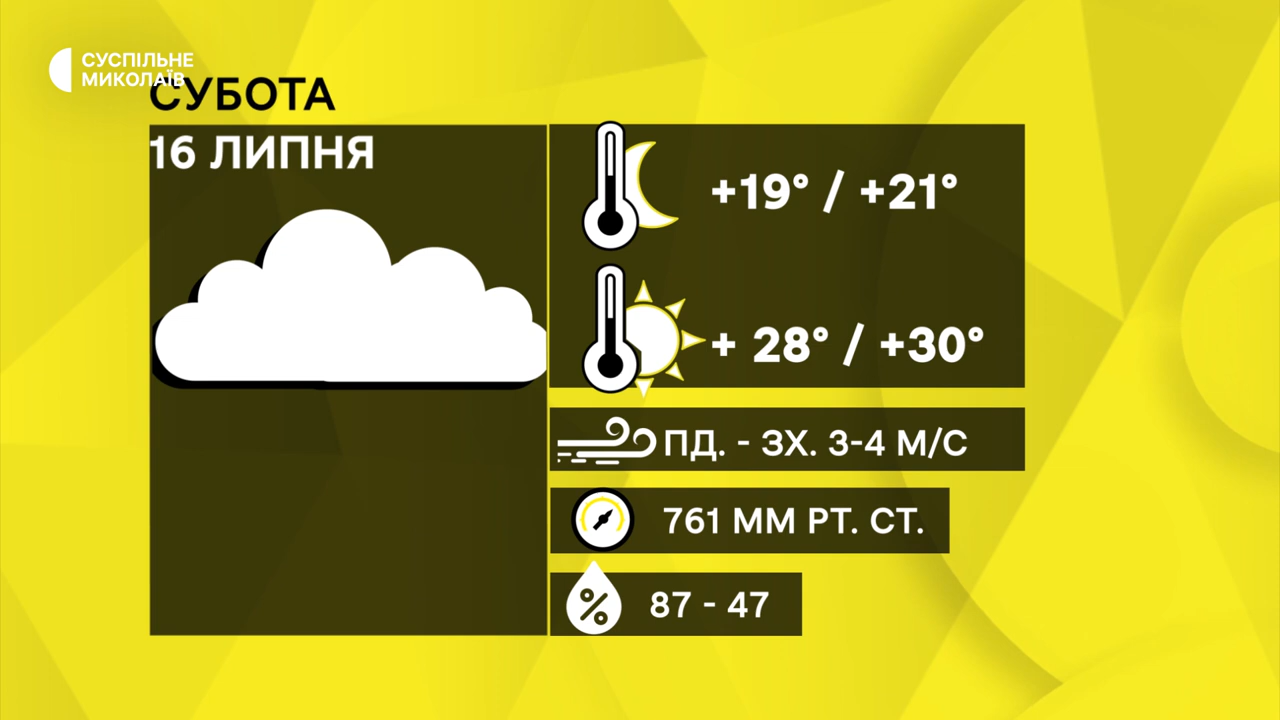 СУСПІЛЬНЕ
МИКОЛАЇВ
СУБОТА
16 ЛИПНЯ
+19° / +21°
+ 28° / +30°
ПД. - ЗХ. 3-4 М/С
761 ММ РТ. СТ.
% 87 - 47